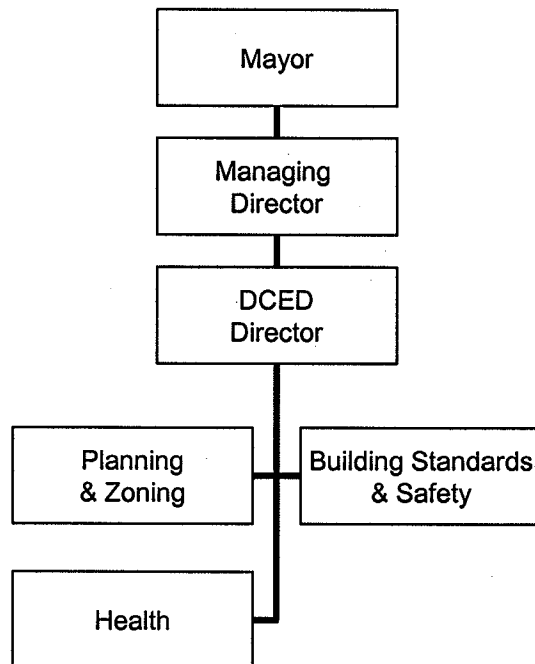 Mayor
Managing
Director
DCED
Director
Planning
& Zoning
Building Standards
& Safety
Health